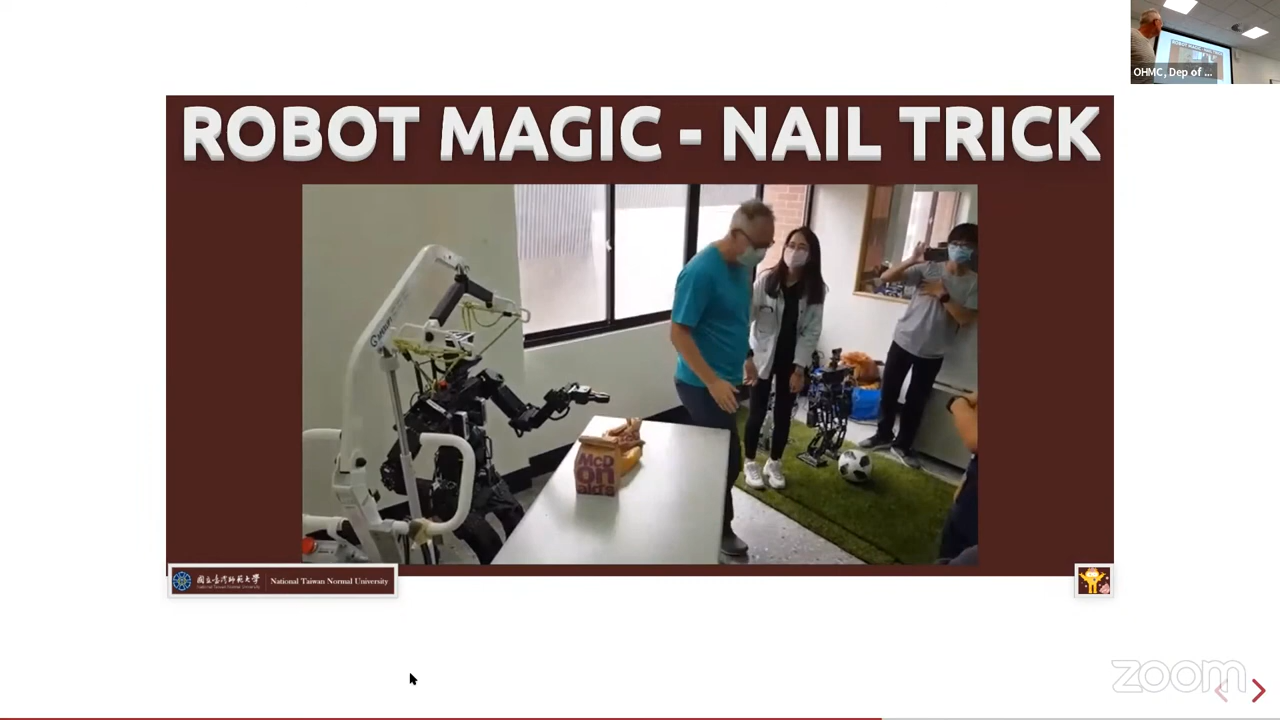 OHMC, Dep of ...
ROBOT MAGIC - NAIL TRICK
McD
on
ald's
國立臺灣師範大學
National Taiwan Normal University
zoom